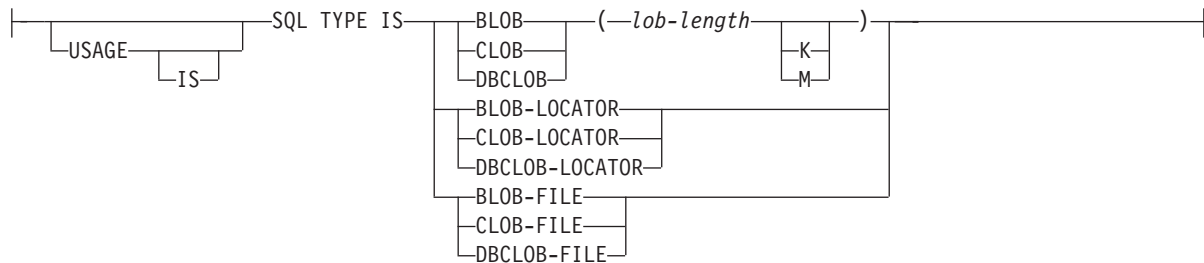 SQL TYPE IS BLOB ( lob-length )
USAGE CLOB K
IS DBCLOB M
BLOB-LOCATOR
CLOB-LOCATOR
DBCLOB-LOCATOR
BLOB-FILE
CLOB-FILE
DBCLOB-FILE